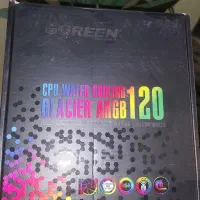 GREEN
CPU WATER COOLING
GLACIER ARGB 120